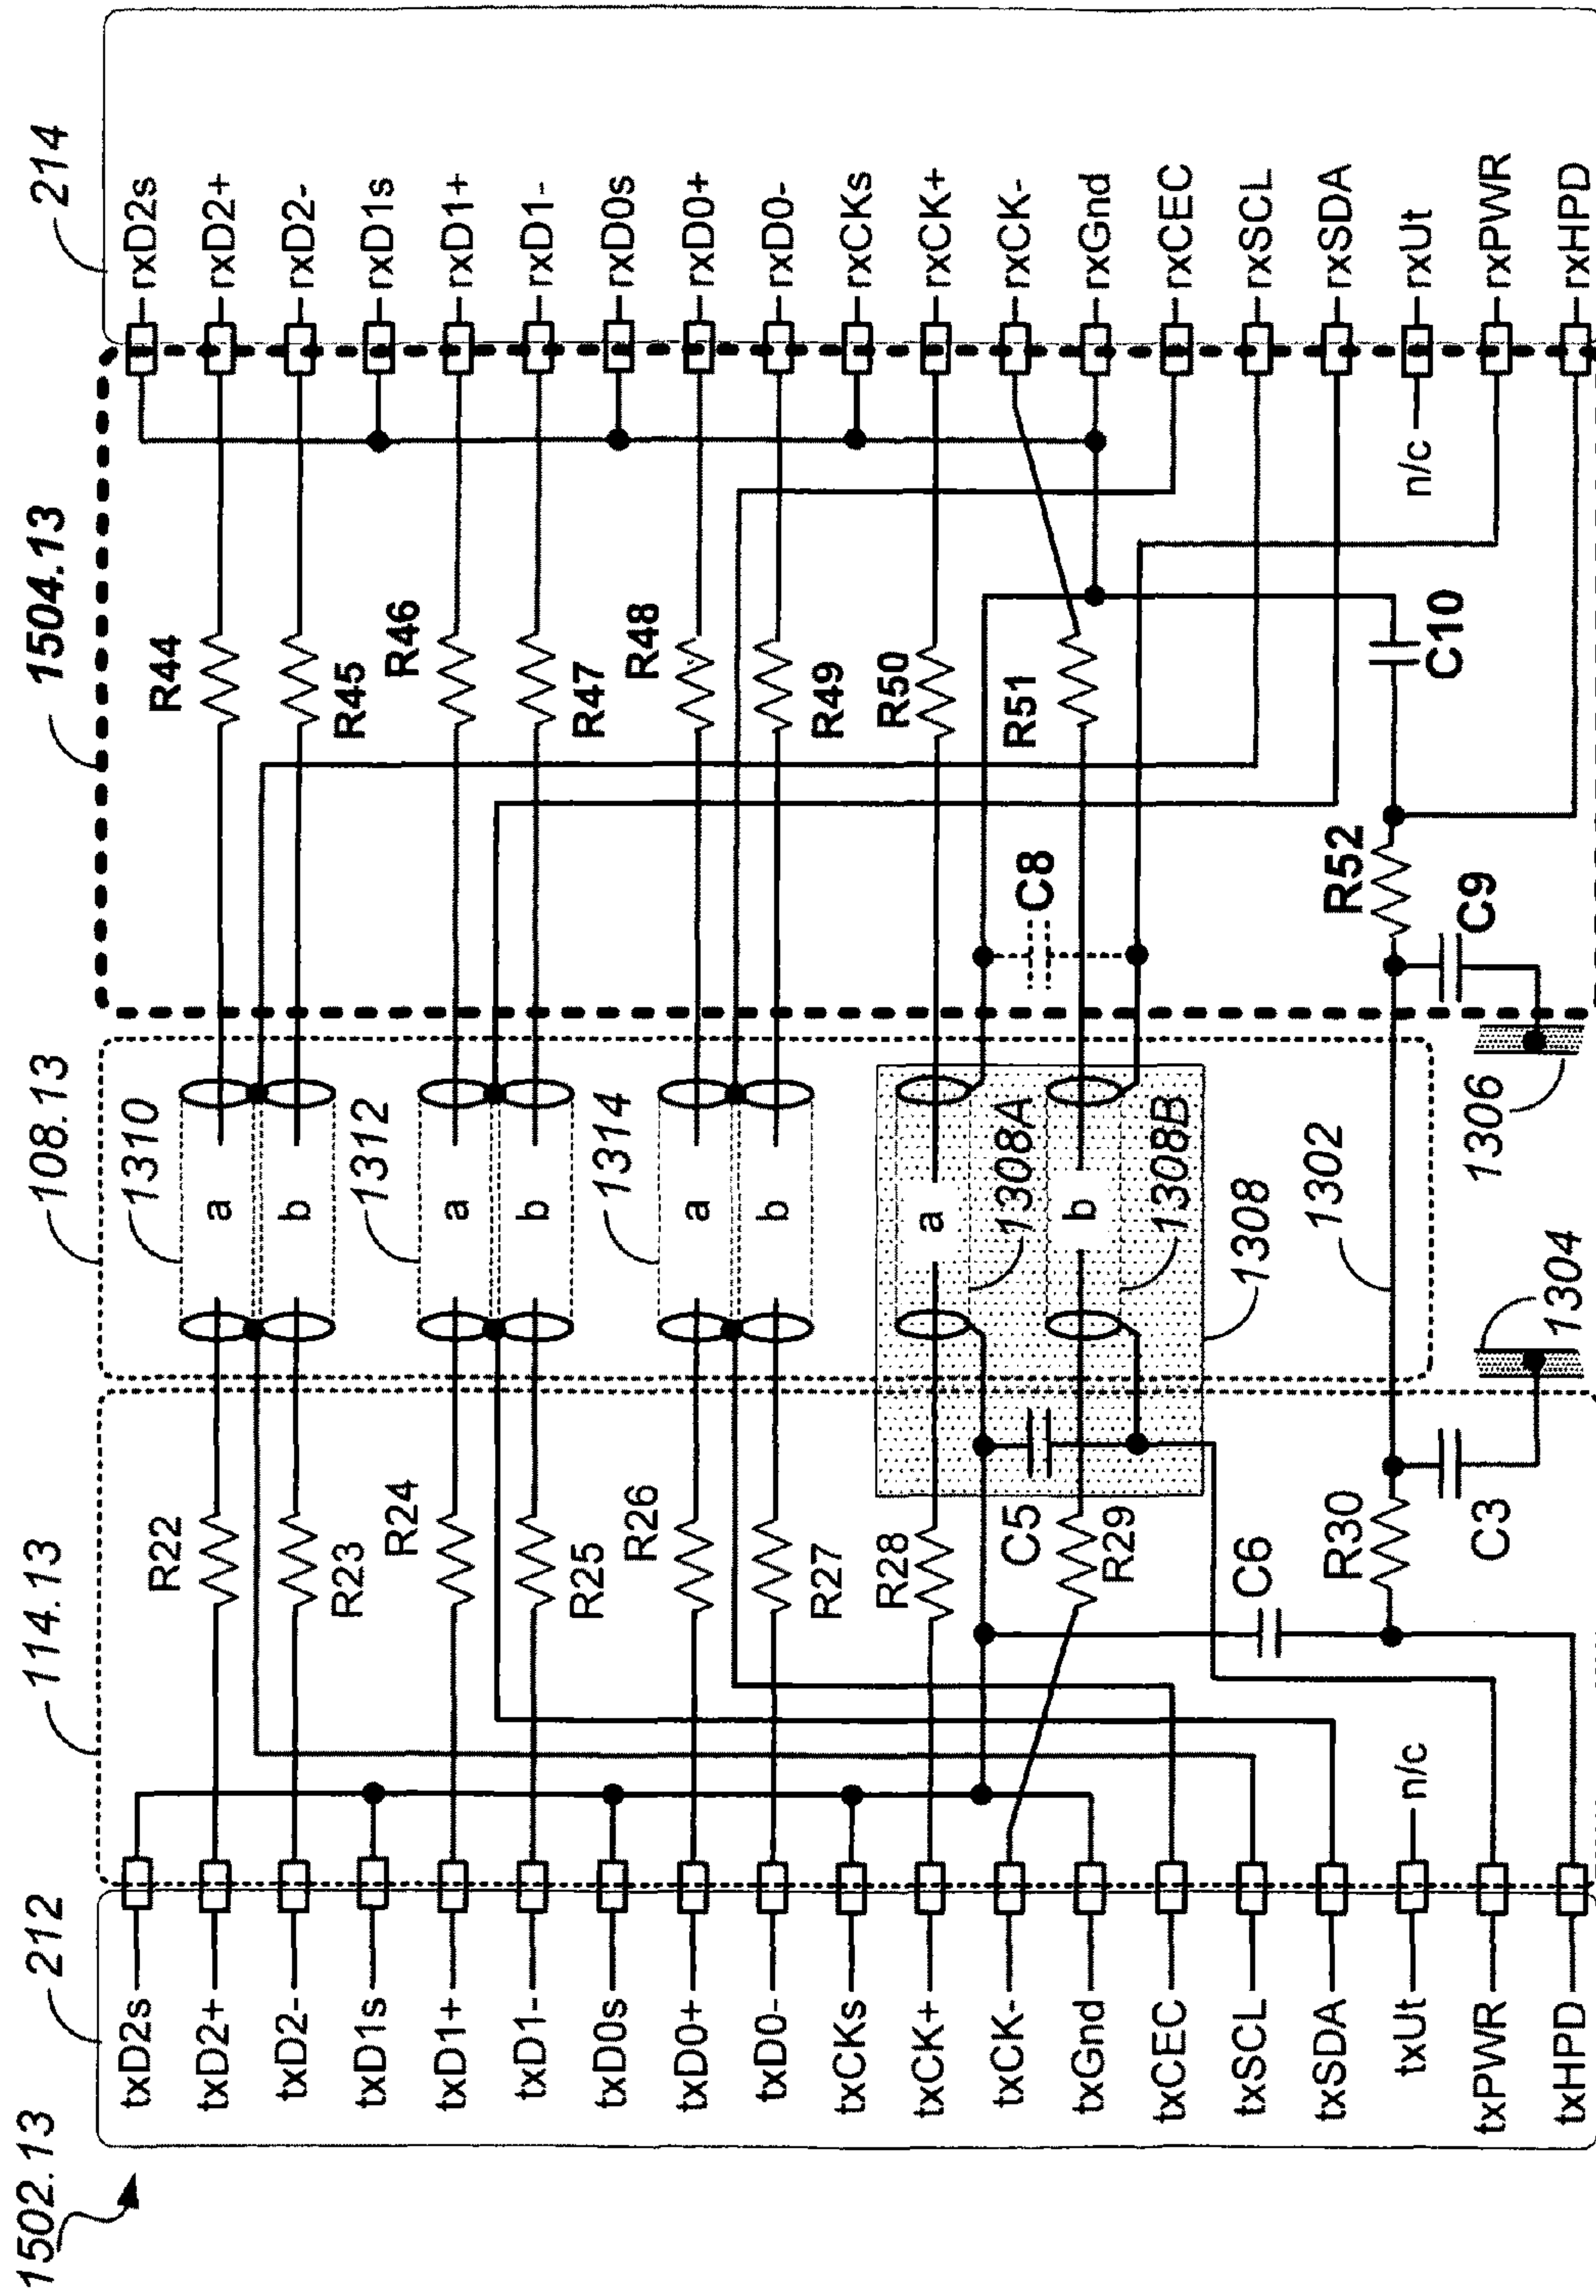 1502.13
212
114.13
108.13
1504.13
214
txD2s
txD2+
txD2-
txD1s
txD1+
txD1-
txD0s
txD0+
txD0-
txCKs
txCK+
txCK-
txGnd
txCEC
txSCL
txSDA
txUt
txPWR
txHPD
n/c
R22
R23
R24
R25
R26
R27
R28
C5
R29
C6
R30
C3
1310
a
b
1312
a
b
1314
a
b
a
b
1308A
1308B
1308
1302
1304
1306
R44
R45
R46
R47
R48
R49
R50
R51
C8
C10
R52
C9
n/c
rxD2s
rxD2+
rxD2-
rxD1s
rxD1+
rxD1-
rxD0s
rxD0+
rxD0-
rxCKs
rxCK+
rxCK-
rxGnd
rxCEC
rxSCL
rxSDA
rxUt
rxPWR
rxHPD